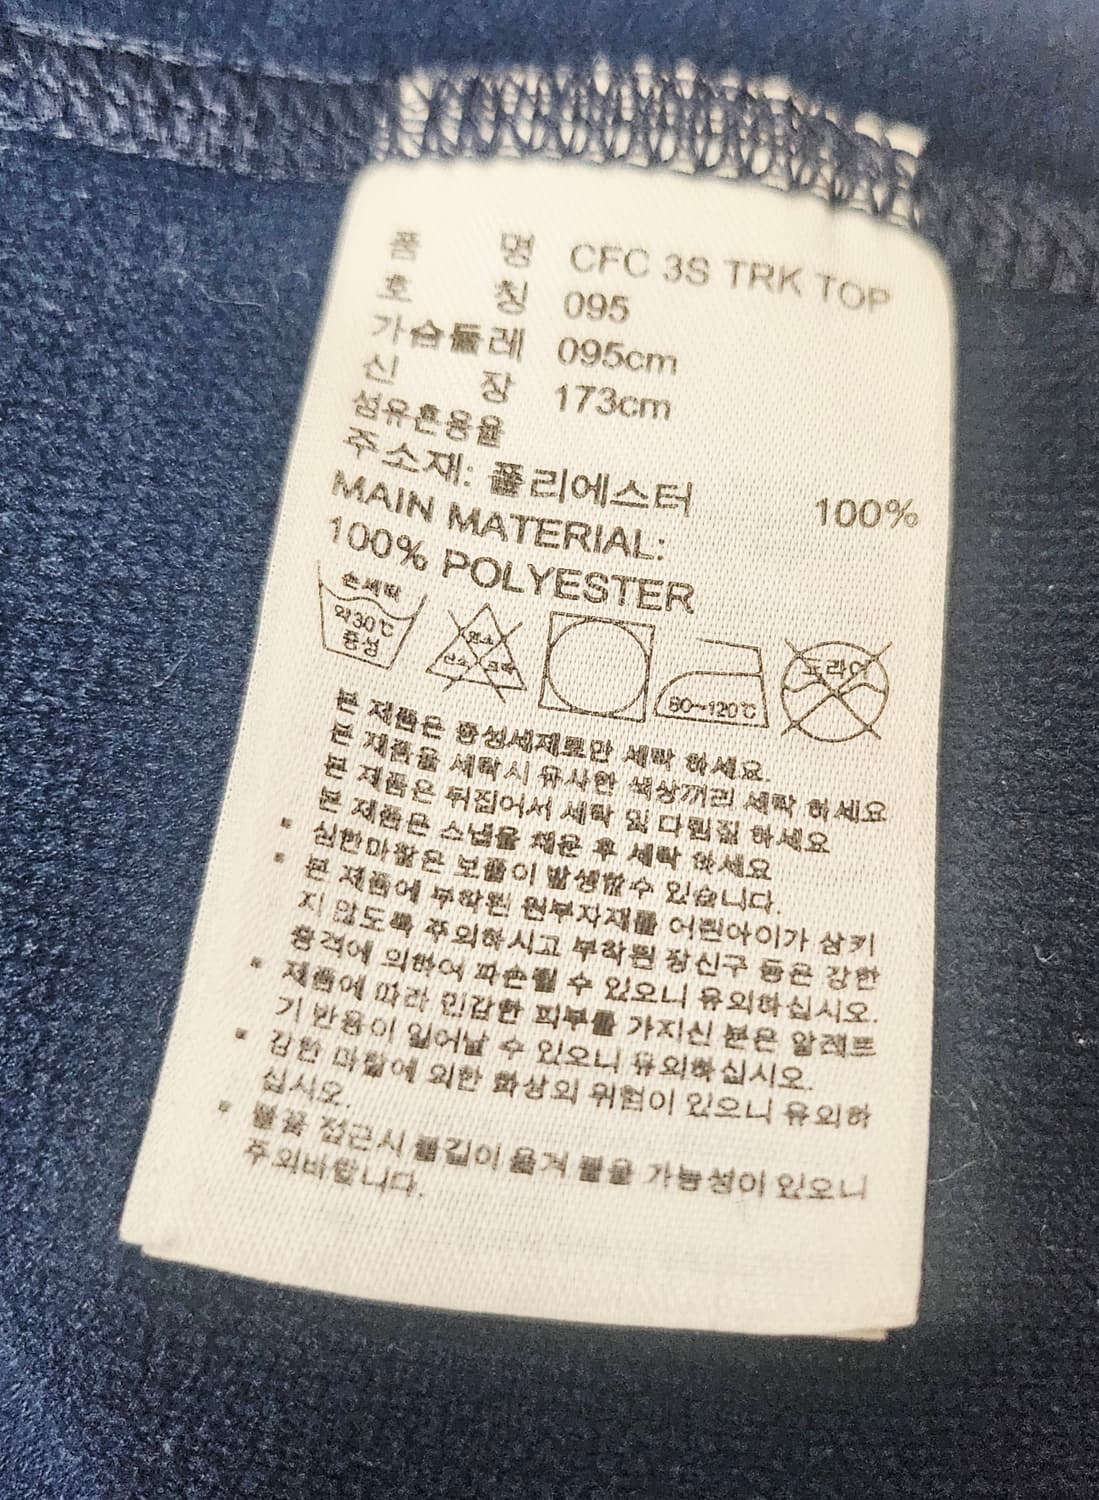 품 명 CFC 3S TRK TOP
호 칭 095
가슴둘레 095cm
신 장 173cm
섬유혼용율
주소재: 폴리에스터 100%
MAIN MATERIAL:
100% POLYESTER
손세탁
약30℃
중성
염소
산소 표백
80~120℃
드라이
본 제품은 중성세제로만 세탁 하세요.
본 제품을 세탁시 유사한 색상끼리 세탁 하세요
본 제품은 뒤집어서 세탁 및 다림질 하세요
본 제품은 스냅을 채운 후 세탁 하세요
심한마찰은 보풀이 발생할수 있습니다.
본 제품에 부착된 원부자재를 어린아이가 삼키
지 않도록 주의하시고 부착된 장신구 등은 강한
충격에 의하여 파손될 수 있으니 유의하십시오.
제품에 따라 민감한 피부를 가지신 분은 알레르
기 반응이 일어날 수 있으니 유의하십시오.
강한 마찰에 의한 화상의 위험이 있으니 유의하
십시오.
불꽃 접근시 불길이 옮겨 붙을 가능성이 있으니
주의바랍니다.